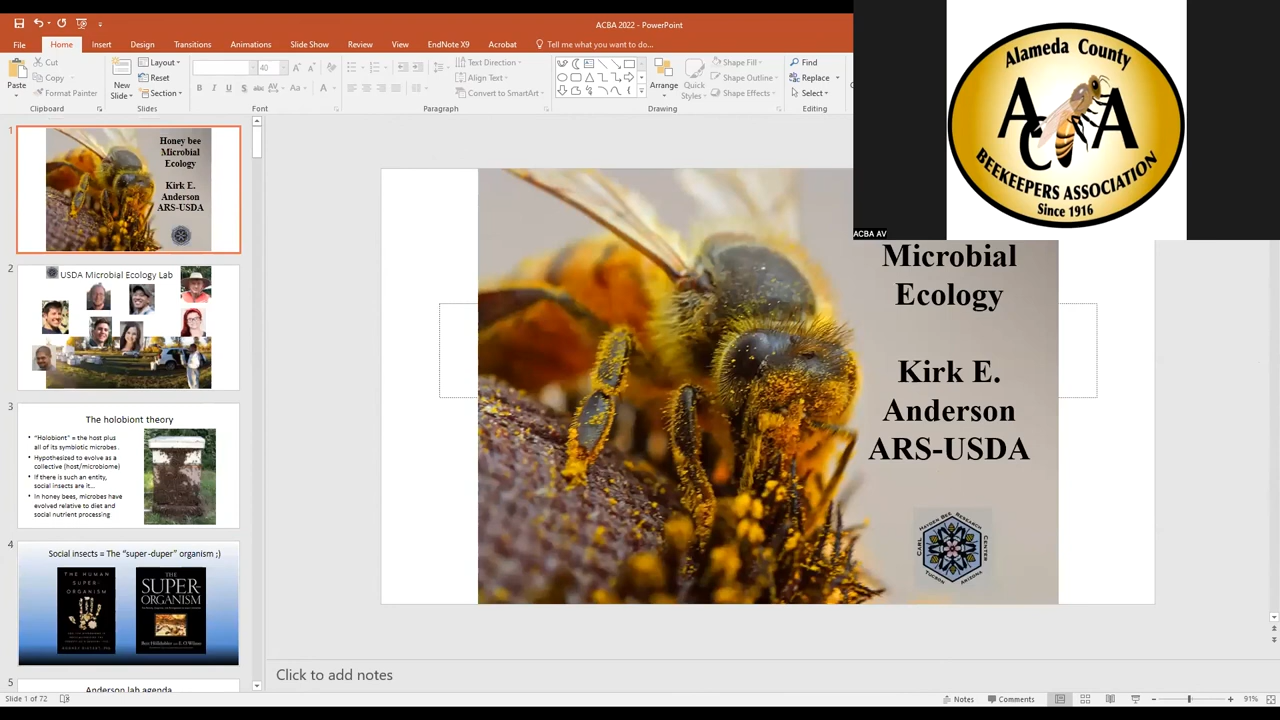 ACBA 2022 - PowerPoint
File Home Insert Design Transitions Animations Slide Show Review View EndNote X9 Acrobat Tell me what you want to do...
Paste
Cut
Copy
Format Painter
Clipboard
New
Slide
Layout
Reset
Section
Slides
40
Font
Text Direction
Align Text
Convert to SmartArt
Paragraph
Arrange
Quick
Styles
Shape Fill
Shape Outline
Shape Effects
Drawing
Find
Replace
Select
Editing
Alameda County
ACBA
BEEKEEPERS ASSOCIATION
Since 1916
ACBA AV
1
Honey bee
Microbial
Ecology
Kirk E.
Anderson
ARS-USDA
2
USDA Microbial Ecology Lab
3
The holobiont theory
• "Holobiont" = the host plus
all of its symbiotic microbes.
• Hypothesized to evolve as a
collective (host/microbiome)
• If there is such an entity,
social insects are it...
• In honey bees, microbes have
evolved relative to diet and
social nutrient processing
4
Social insects = The "super-duper" organism ;)
THE HUMAN
SUPER-
ORGANISM
THE
SUPER-
ORGANISM
5
Anderson lab agenda
Microbial
Ecology
Kirk E.
Anderson
ARS-USDA
CARL HAYDEN BEE RESEARCH CENTER
TUCSON ARIZONA
Click to add notes
Slide 1 of 72
Notes
Comments
91%